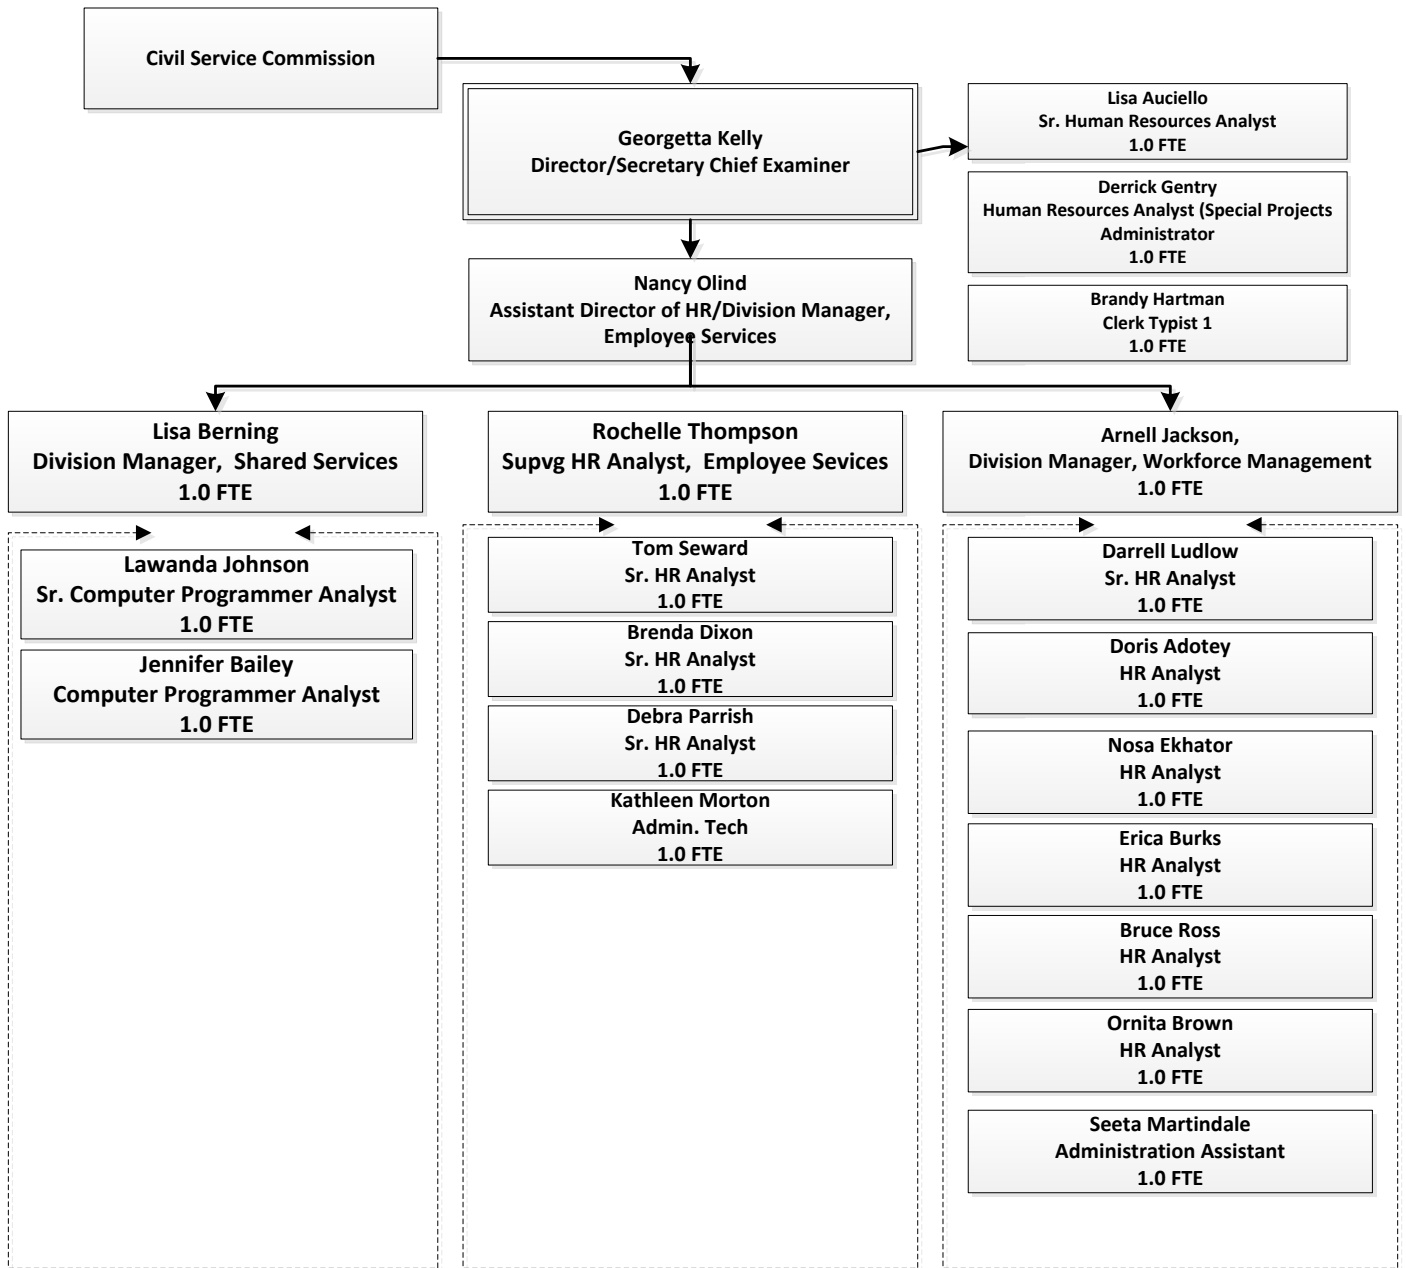 Civil Service Commission
Georgetta Kelly
Director/Secretary Chief Examiner
Lisa Auciello
Sr. Human Resources Analyst
1.0 FTE
Derrick Gentry
Human Resources Analyst (Special Projects
Administrator
1.0 FTE
Brandy Hartman
Clerk Typist 1
1.0 FTE
Nancy Olind
Assistant Director of HR/Division Manager,
Employee Services
Lisa Berning
Division Manager, Shared Services
1.0 FTE
Lawanda Johnson
Sr. Computer Programmer Analyst
1.0 FTE
Jennifer Bailey
Computer Programmer Analyst
1.0 FTE
Rochelle Thompson
Supvg HR Analyst, Employee Sevices
1.0 FTE
Tom Seward
Sr. HR Analyst
1.0 FTE
Brenda Dixon
Sr. HR Analyst
1.0 FTE
Debra Parrish
Sr. HR Analyst
1.0 FTE
Kathleen Morton
Admin. Tech
1.0 FTE
Arnell Jackson,
Division Manager, Workforce Management
1.0 FTE
Darrell Ludlow
Sr. HR Analyst
1.0 FTE
Doris Adotey
HR Analyst
1.0 FTE
Nosa Ekhator
HR Analyst
1.0 FTE
Erica Burks
HR Analyst
1.0 FTE
Bruce Ross
HR Analyst
1.0 FTE
Ornita Brown
HR Analyst
1.0 FTE
Seeta Martindale
Administration Assistant
1.0 FTE